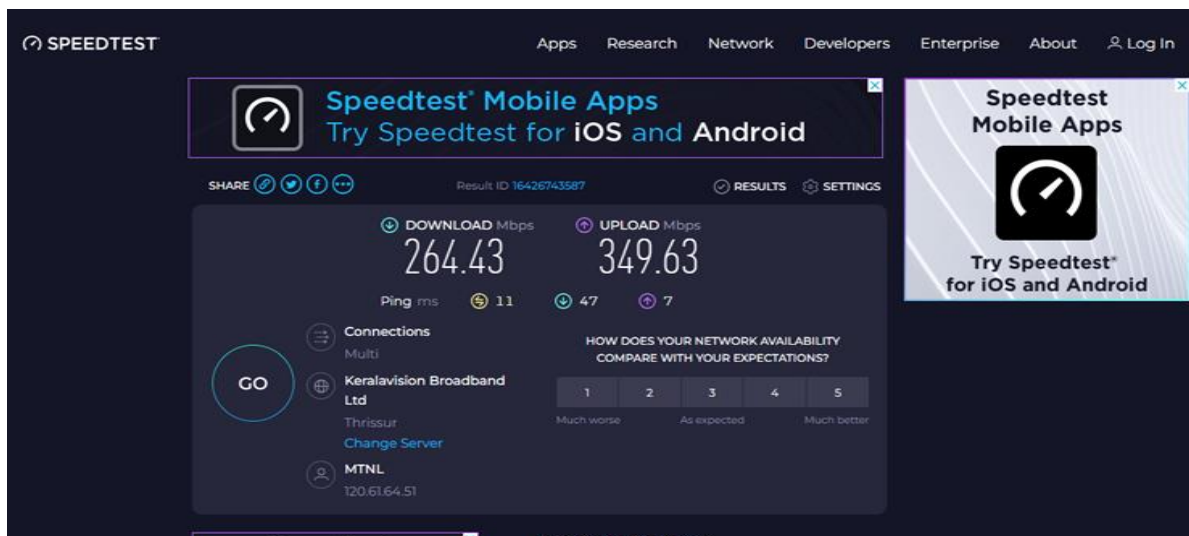 SPEEDTEST
Apps Research Network Developers Enterprise About Log In
Speedtest® Mobile Apps
Try Speedtest for iOS and Android
Speedtest
Mobile Apps
Try Speedtest®
for iOS and Android
SHARE Result ID 16426743587 RESULTS SETTINGS
DOWNLOAD Mbps UPLOAD Mbps
264.43 349.63
Ping ms 11 47 7
Connections
Multi
GO
Keralavision Broadband
Ltd
Thrissur
Change Server
MTNL
120.61.64.51
HOW DOES YOUR NETWORK AVAILABILITY
COMPARE WITH YOUR EXPECTATIONS?
1 2 3 4 5
Much worse As expected Much better